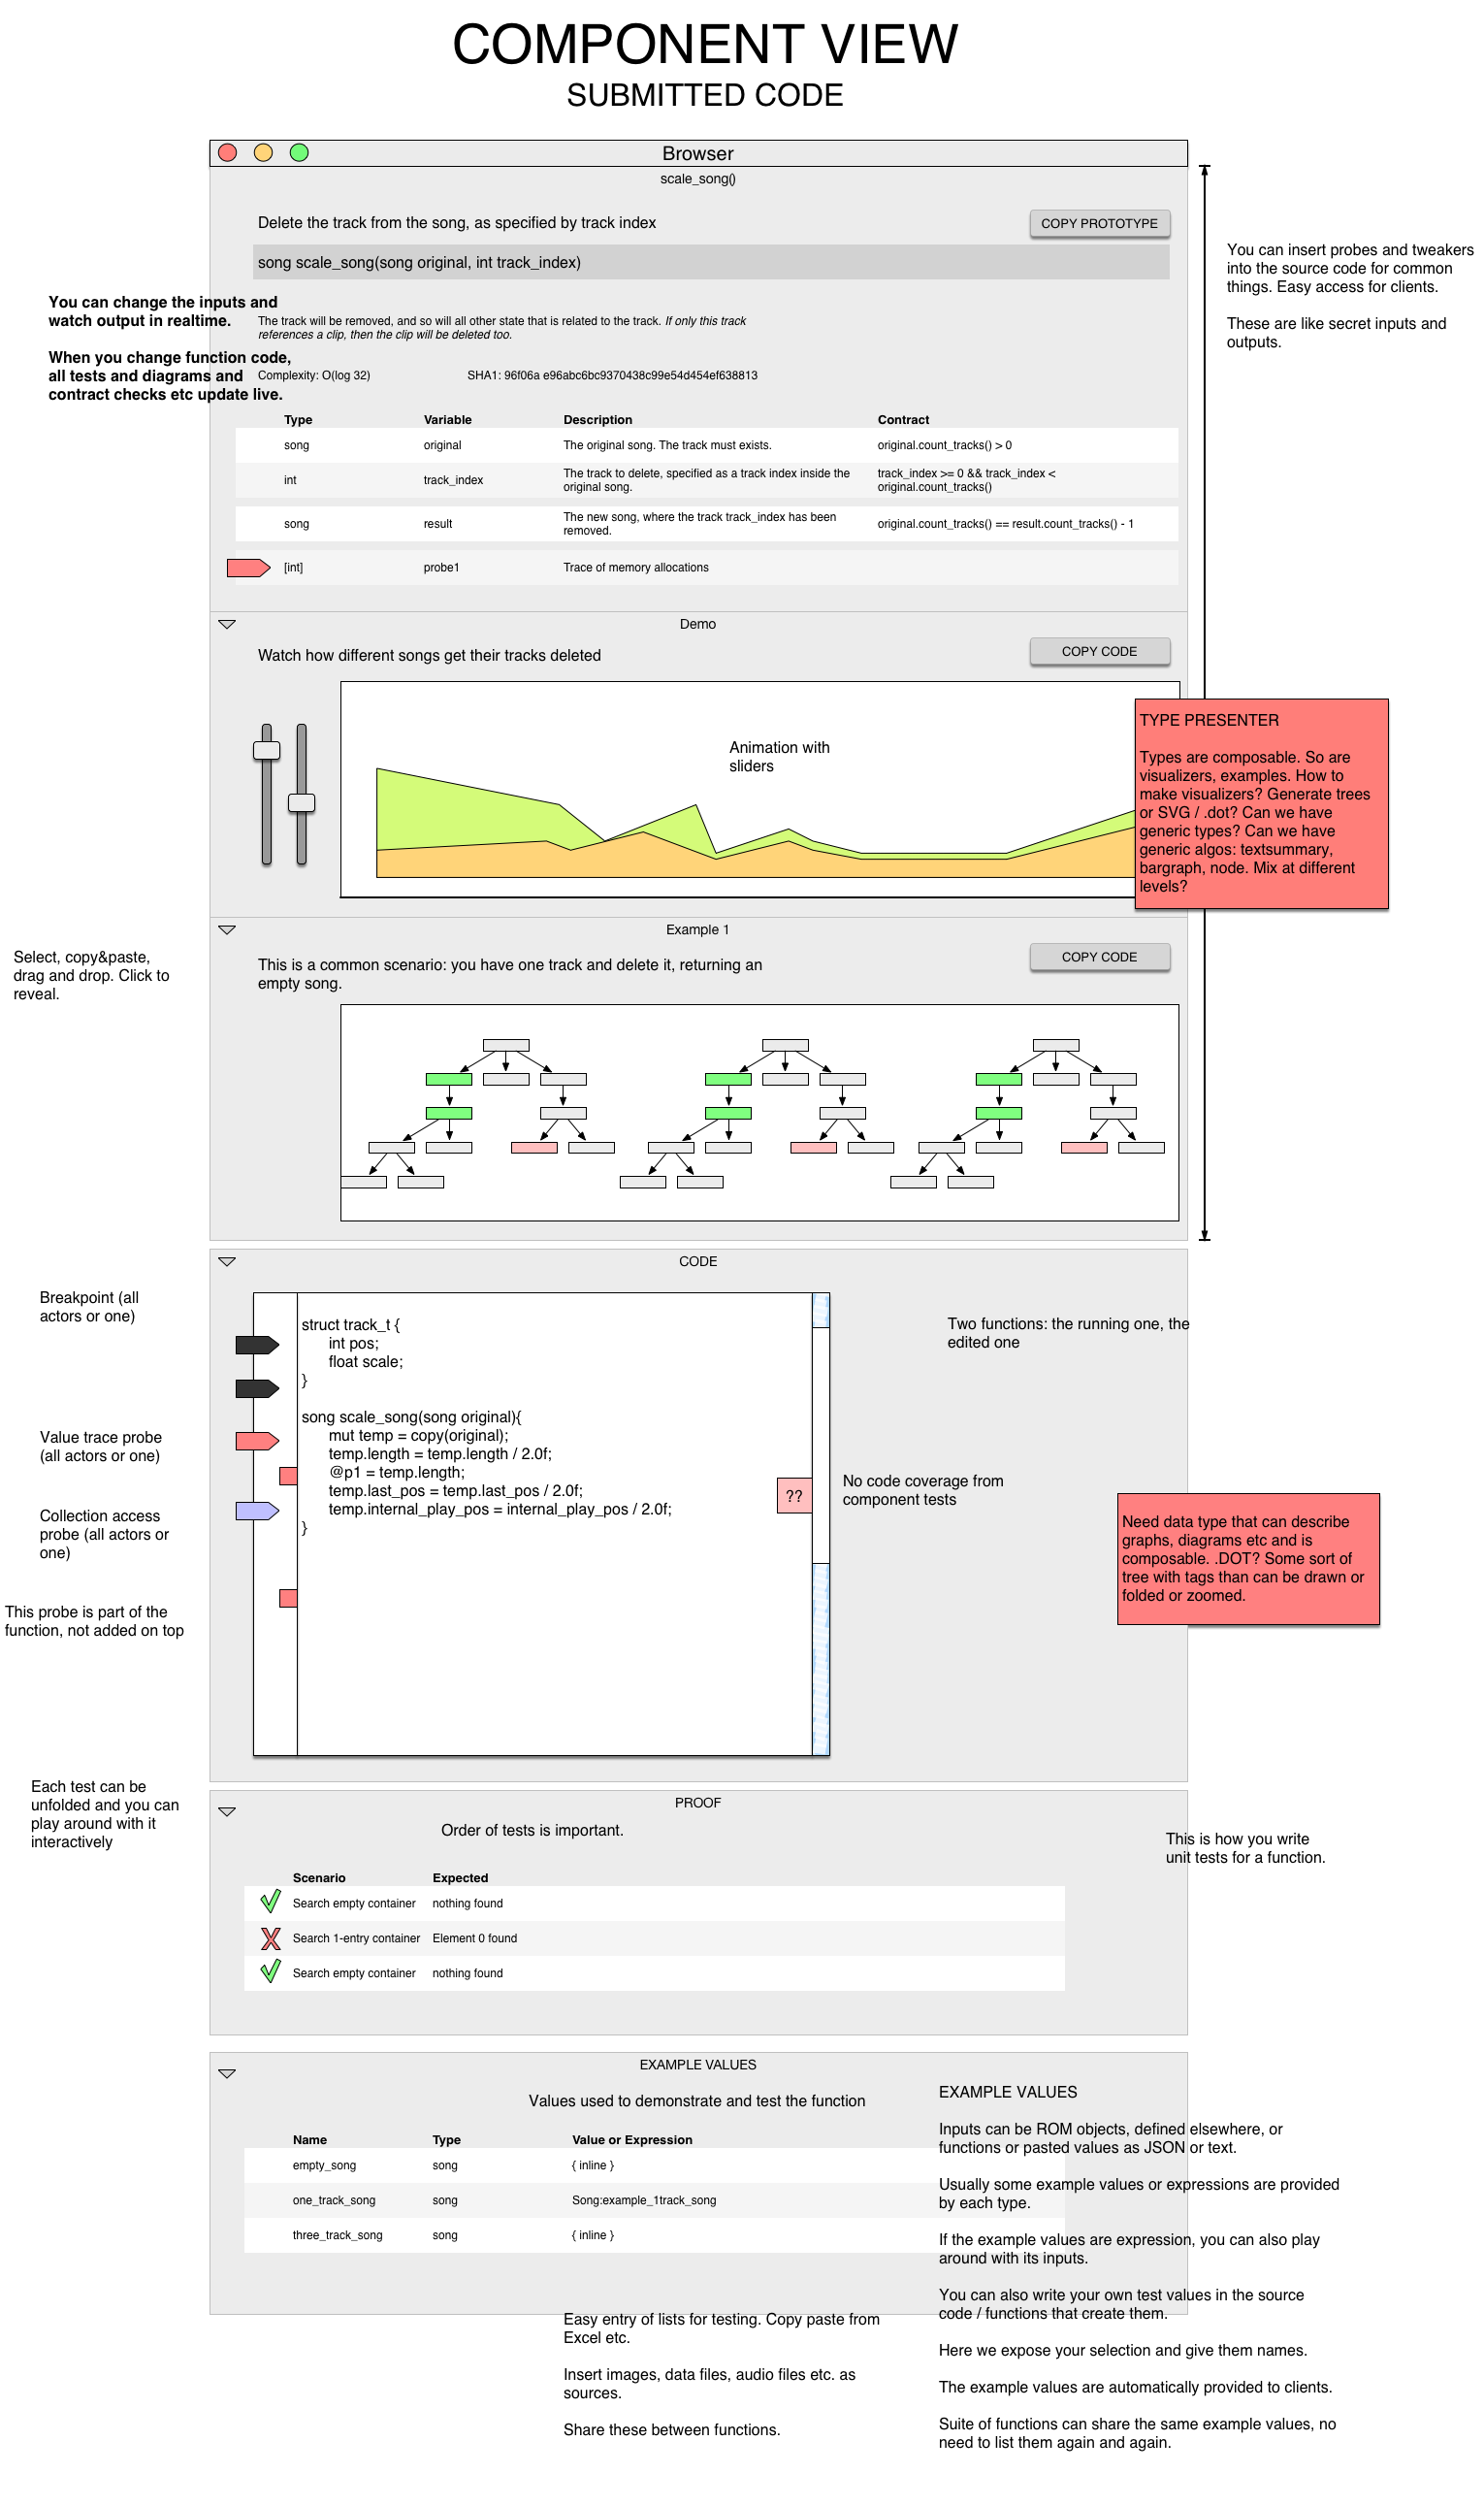 COMPONENT VIEW
SUBMITTED CODE
Browser
scale_song()
Delete the track from the song, as specified by track index
COPY PROTOTYPE
song scale_song(song original, int track_index)
You can insert probes and tweakers
into the source code for common
things. Easy access for clients.
These are like secret inputs and
outputs.
You can change the inputs and
watch output in realtime.
When you change function code,
all tests and diagrams and
contract checks etc update live.
The track will be removed, and so will all other state that is related to the track. If only this track
references a clip, then the clip will be deleted too.
Complexity: O(log 32)
SHA1: 96f06a e96abc6bc9370438c99e54d454ef638813
Type
Variable
Description
Contract
song
original
The original song. The track must exists.
original.count_tracks() > 0
int
track_index
The track to delete, specified as a track index inside the
original song.
track_index >= 0 && track_index <
original.count_tracks()
song
result
The new song, where the track track_index has been
removed.
original.count_tracks() == result.count_tracks() - 1
[int]
probe1
Trace of memory allocations
Demo
Watch how different songs get their tracks deleted
COPY CODE
Animation with
sliders
TYPE PRESENTER
Types are composable. So are
visualizers, examples. How to
make visualizers? Generate trees
or SVG / .dot? Can we have
generic types? Can we have
generic algos: textsummary,
bargraph, node. Mix at different
levels?
Example 1
Select, copy&paste,
drag and drop. Click to
reveal.
This is a common scenario: you have one track and delete it, returning an
empty song.
COPY CODE
CODE
Breakpoint (all
actors or one)
Value trace probe
(all actors or one)
Collection access
probe (all actors or
one)
This probe is part of the
function, not added on top
struct track_t {
int pos;
float scale;
}
song scale_song(song original){
mut temp = copy(original);
temp.length = temp.length / 2.0f;
@p1 = temp.length;
temp.last_pos = temp.last_pos / 2.0f;
temp.internal_play_pos = internal_play_pos / 2.0f;
}
??
Two functions: the running one, the
edited one
No code coverage from
component tests
Need data type that can describe
graphs, diagrams etc and is
composable. .DOT? Some sort of
tree with tags than can be drawn or
folded or zoomed.
Each test can be
unfolded and you can
play around with it
interactively
PROOF
Order of tests is important.
This is how you write
unit tests for a function.
Scenario
Expected
Search empty container
nothing found
Search 1-entry container
Element 0 found
Search empty container
nothing found
EXAMPLE VALUES
Values used to demonstrate and test the function
Name
Type
Value or Expression
empty_song
song
{ inline }
one_track_song
song
Song:example_1track_song
three_track_song
song
{ inline }
EXAMPLE VALUES
Inputs can be ROM objects, defined elsewhere, or
functions or pasted values as JSON or text.
Usually some example values or expressions are provided
by each type.
If the example values are expression, you can also play
around with its inputs.
You can also write your own test values in the source
code / functions that create them.
Here we expose your selection and give them names.
The example values are automatically provided to clients.
Suite of functions can share the same example values, no
need to list them again and again.
Easy entry of lists for testing. Copy paste from
Excel etc.
Insert images, data files, audio files etc. as
sources.
Share these between functions.